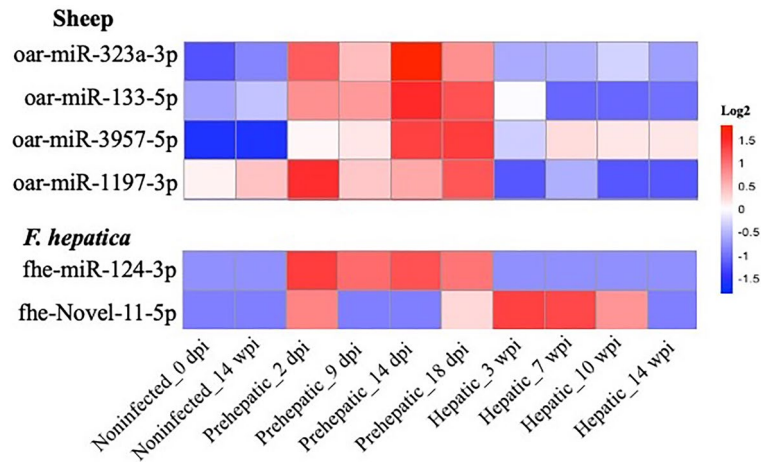 Sheep
oar-miR-323a-3p
oar-miR-133-5p
oar-miR-3957-5p
oar-miR-1197-3p
F. hepatica
fhe-miR-124-3p
fhe-Novel-11-5p
Noninfected_0 dpi
Noninfected_14 wpi
Prehepatic_2 dpi
Prehepatic_9 dpi
Prehepatic_14 dpi
Prehepatic_18 dpi
Hepatic_3 wpi
Hepatic_7 wpi
Hepatic_10 wpi
Hepatic_14 wpi
Log2
1.5
1
0.5
0
-0.5
-1
-1.5